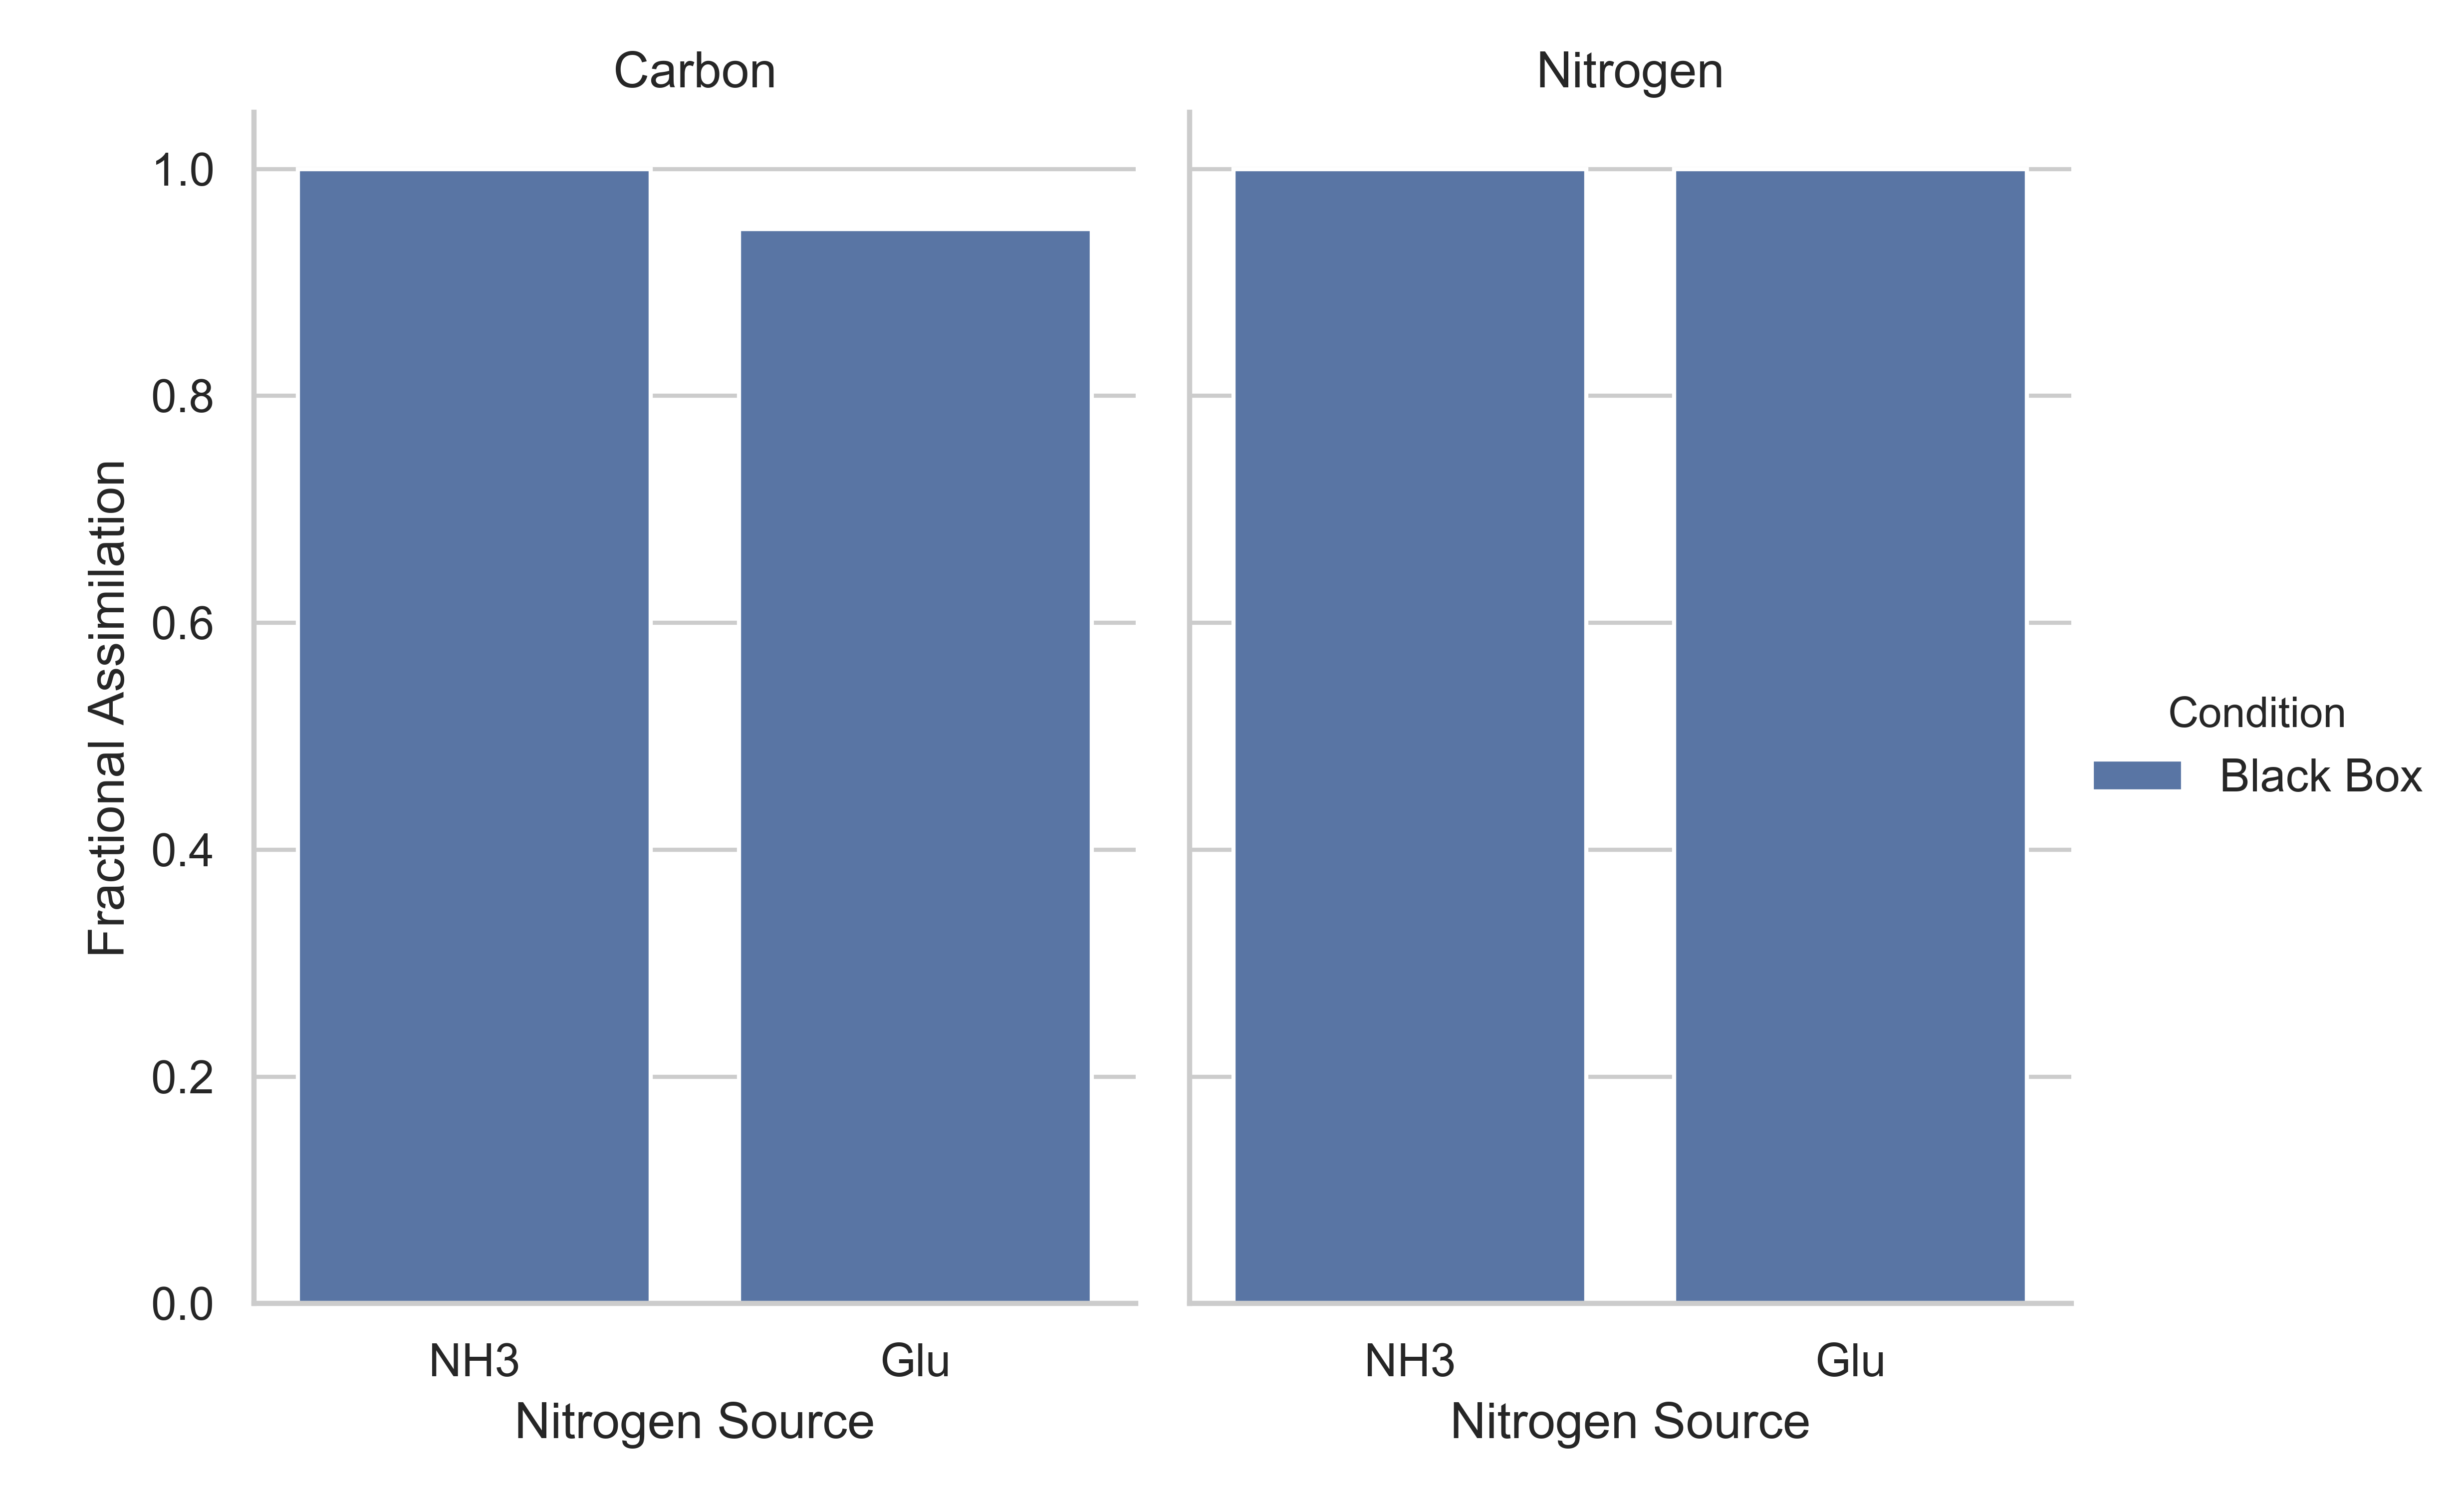 Carbon
Nitrogen
Fractional Assimilation
1.0
0.8
0.6
0.4
0.2
0.0
NH3
Glu
Nitrogen Source
NH3
Glu
Nitrogen Source
Condition
Black Box